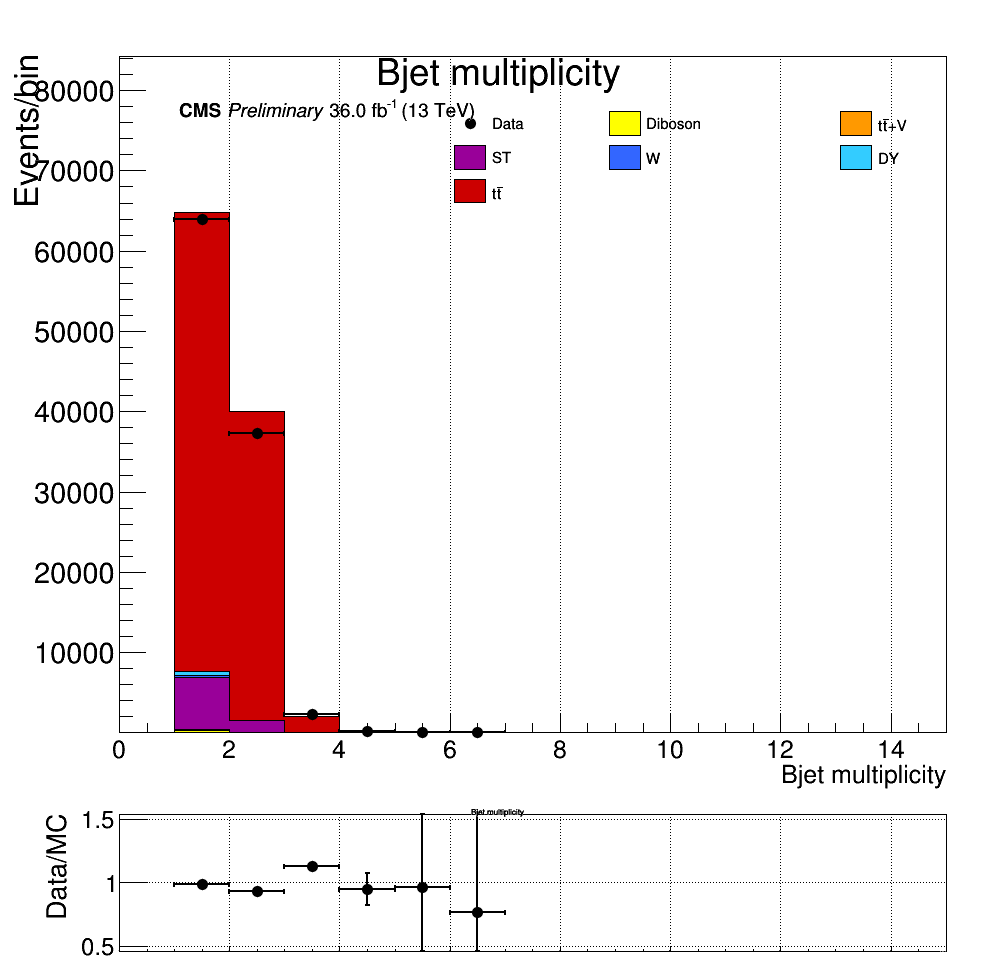 Bjet multiplicity
Events/bin
CMS Preliminary 36.0 fb⁻¹ (13 TeV)
Data
Diboson
tt̄+V
ST
W
DY
tt̄
80000
70000
60000
50000
40000
30000
20000
10000
0 2 4 6 8 10 12 14
Bjet multiplicity
Bjet multiplicity
Data/MC
1.5
1
0.5